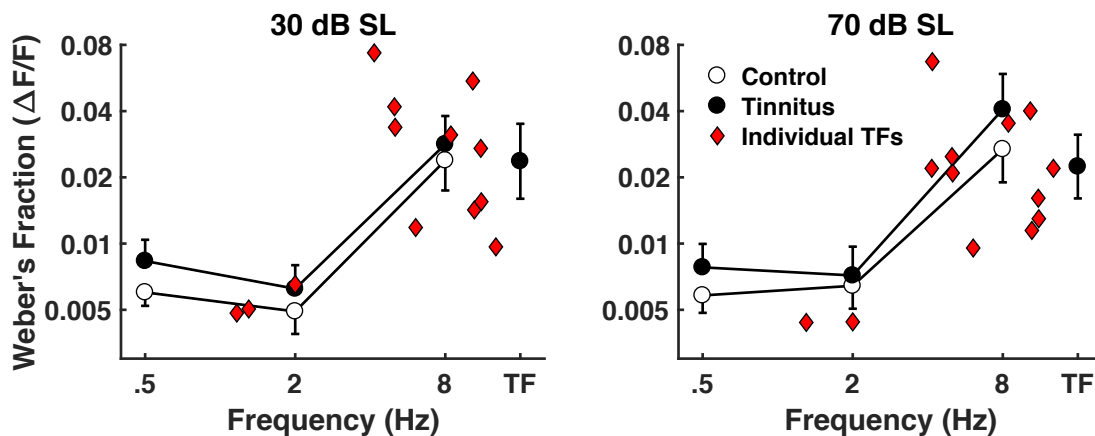 30 dB SL
70 dB SL
Weber's Fraction (ΔF/F)
0.08
0.04
0.02
0.01
0.005
.5
2
8
TF
Frequency (Hz)
0.08
0.04
0.02
0.01
0.005
Control
Tinnitus
Individual TFs
.5
2
8
TF
Frequency (Hz)